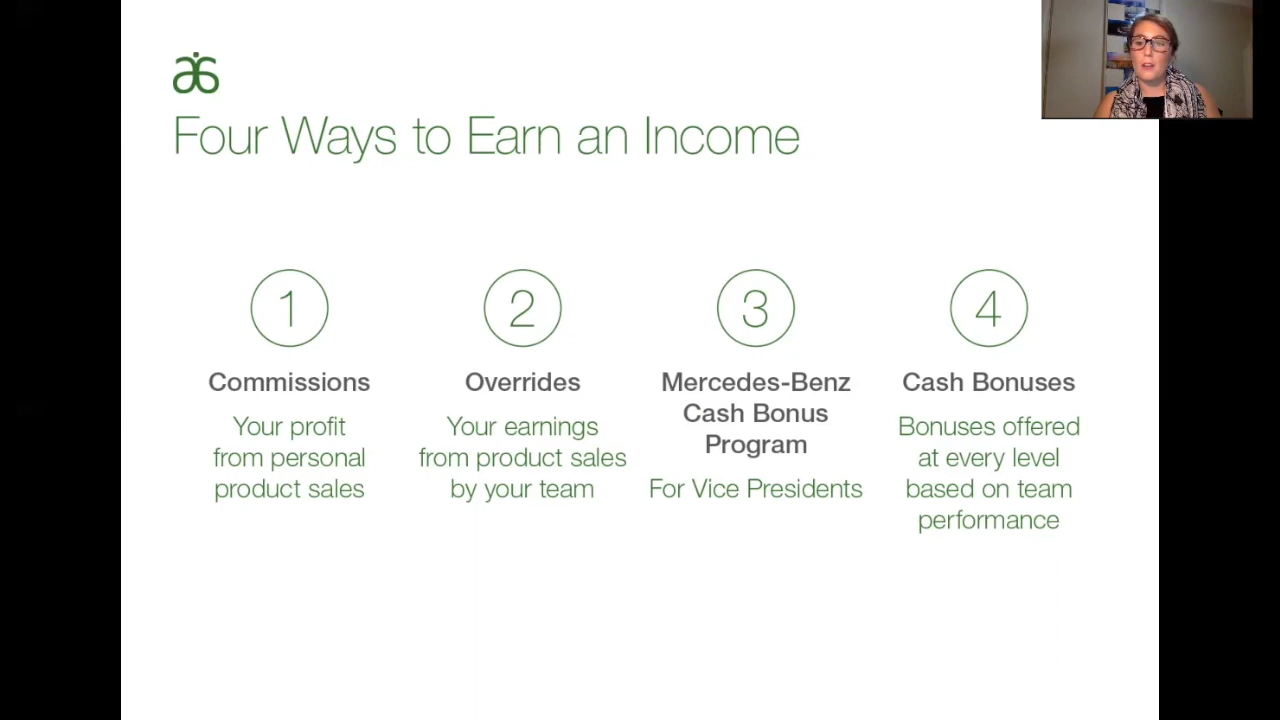 Four Ways to Earn an Income
1
Commissions
Your profit
from personal
product sales
2
Overrides
Your earnings
from product sales
by your team
3
Mercedes-Benz
Cash Bonus
Program
For Vice Presidents
4
Cash Bonuses
Bonuses offered
at every level
based on team
performance